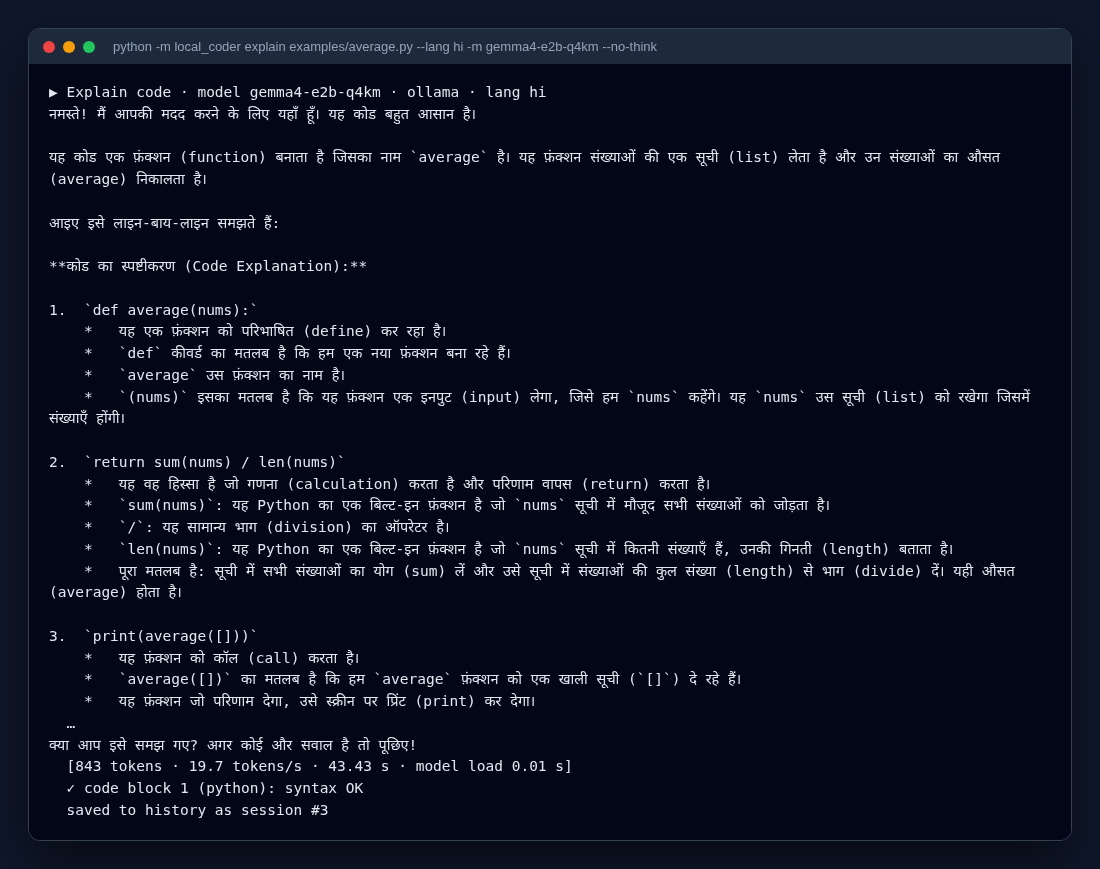 python -m local_coder explain examples/average.py --lang hi -m gemma4-e2b-q4km --no-think
▶ Explain code · model gemma4-e2b-q4km · ollama · lang hi
नमस्ते! मैं आपकी मदद करने के लिए यहाँ हूँ। यह कोड बहुत आसान है।
यह कोड एक फ़ंक्शन (function) बनाता है जिसका नाम `average` है। यह फ़ंक्शन संख्याओं की एक सूची (list) लेता है और उन संख्याओं का औसत
(average) निकालता है।
आइए इसे लाइन-बाय-लाइन समझते हैं:
**कोड का स्पष्टीकरण (Code Explanation):**
1.  `def average(nums):`
    *   यह एक फ़ंक्शन को परिभाषित (define) कर रहा है।
    *   `def` कीवर्ड का मतलब है कि हम एक नया फ़ंक्शन बना रहे हैं।
    *   `average` उस फ़ंक्शन का नाम है।
    *   `(nums)` इसका मतलब है कि यह फ़ंक्शन एक इनपुट (input) लेगा, जिसे हम `nums` कहेंगे। यह `nums` उस सूची (list) को रखेगा जिसमें
संख्याएँ होंगी।
2.  `return sum(nums) / len(nums)`
    *   यह वह हिस्सा है जो गणना (calculation) करता है और परिणाम वापस (return) करता है।
    *   `sum(nums)`: यह Python का एक बिल्ट-इन फ़ंक्शन है जो `nums` सूची में मौजूद सभी संख्याओं को जोड़ता है।
    *   `/`: यह सामान्य भाग (division) का ऑपरेटर है।
    *   `len(nums)`: यह Python का एक बिल्ट-इन फ़ंक्शन है जो `nums` सूची में कितनी संख्याएँ हैं, उनकी गिनती (length) बताता है।
    *   पूरा मतलब है: सूची में सभी संख्याओं का योग (sum) लें और उसे सूची में संख्याओं की कुल संख्या (length) से भाग (divide) दें। यही औसत
(average) होता है।
3.  `print(average([]))`
    *   यह फ़ंक्शन को कॉल (call) करता है।
    *   `average([])` का मतलब है कि हम `average` फ़ंक्शन को एक खाली सूची (`[]`) दे रहे हैं।
    *   यह फ़ंक्शन जो परिणाम देगा, उसे स्क्रीन पर प्रिंट (print) कर देगा।
  …
क्या आप इसे समझ गए? अगर कोई और सवाल है तो पूछिए!
  [843 tokens · 19.7 tokens/s · 43.43 s · model load 0.01 s]
  ✓ code block 1 (python): syntax OK
  saved to history as session #3